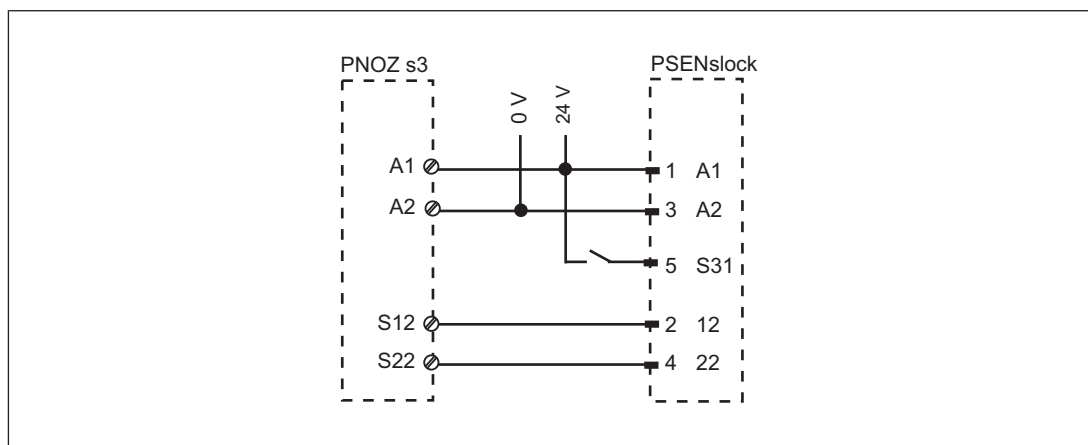 PNOZ s3
PSENslock
0 V
24 V
A1
1 A1
A2
3 A2
5 S31
S12
2 12
S22
4 22